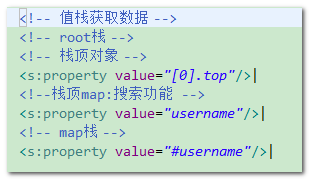 <!-- 值栈获取数据 -->
<!-- root栈 -->
<!-- 栈顶对象 -->
<s:property value="[0].top"/>
<!--栈顶map:搜索功能 -->
<s:property value="username"/>
<!-- map栈 -->
<s:property value="#username"/>